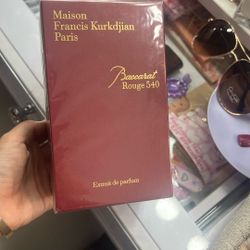 Maison
Francis Kurkdjian
Paris
Baccarat
Rouge 540
Extrait de parfum